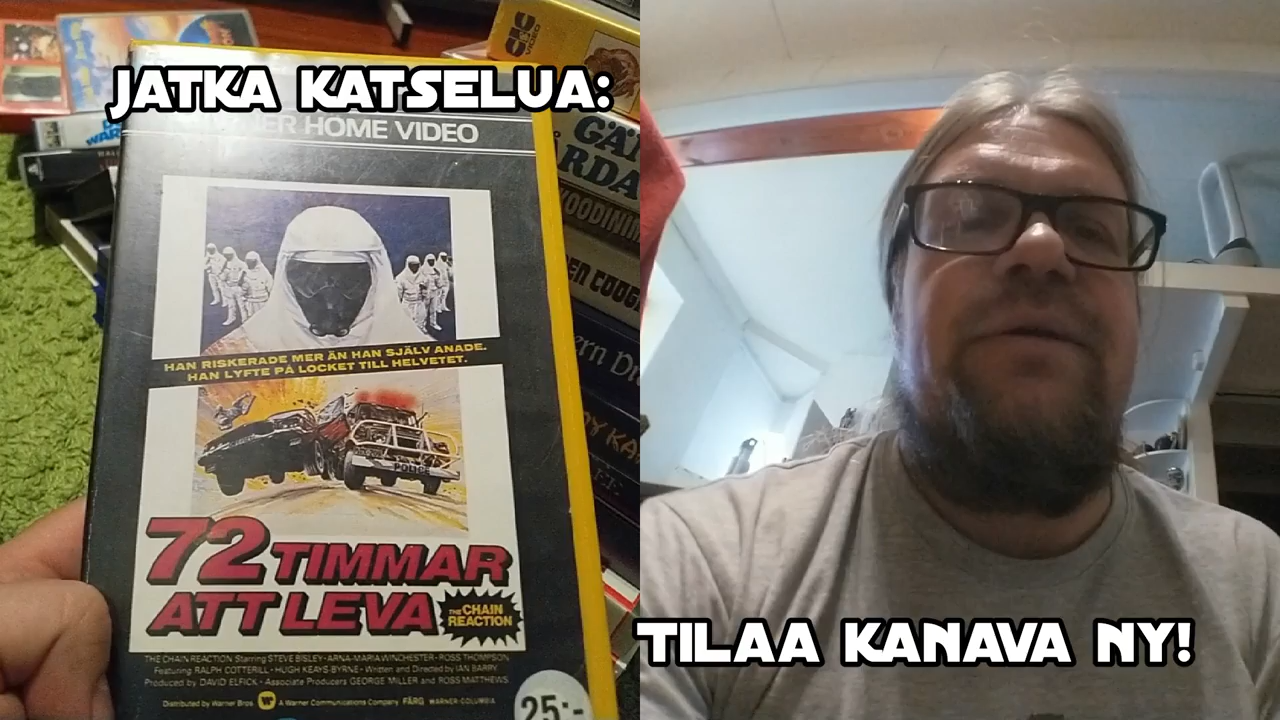 JATKA KATSELUA:
HOME VIDEO
HAN RISKERADE MER ÄN HAN SJÄLV ANADE.
HAN LYFTE PÅ LOCKET TILL HELVETET.
POLICE
72 TIMMAR
ATT LEVA
THE CHAIN
REACTION
THE CHAIN REACTION Starring STEVE BISLEY · ARNA-MARIA WINCHESTER · ROSS THOMPSON
Featuring RALPH COTTERILL · HUGH KEAYS-BYRNE · Written and Directed by IAN BARRY
Produced by DAVID ELFICK · Associate Producers GEORGE MILLER and ROSS MATTHEWS
Distributed by Warner Bros. A Warner Communications Company FÄRG WARNER-COLUMBIA
25:-
VIDEO
TILAA KANAVA NY!